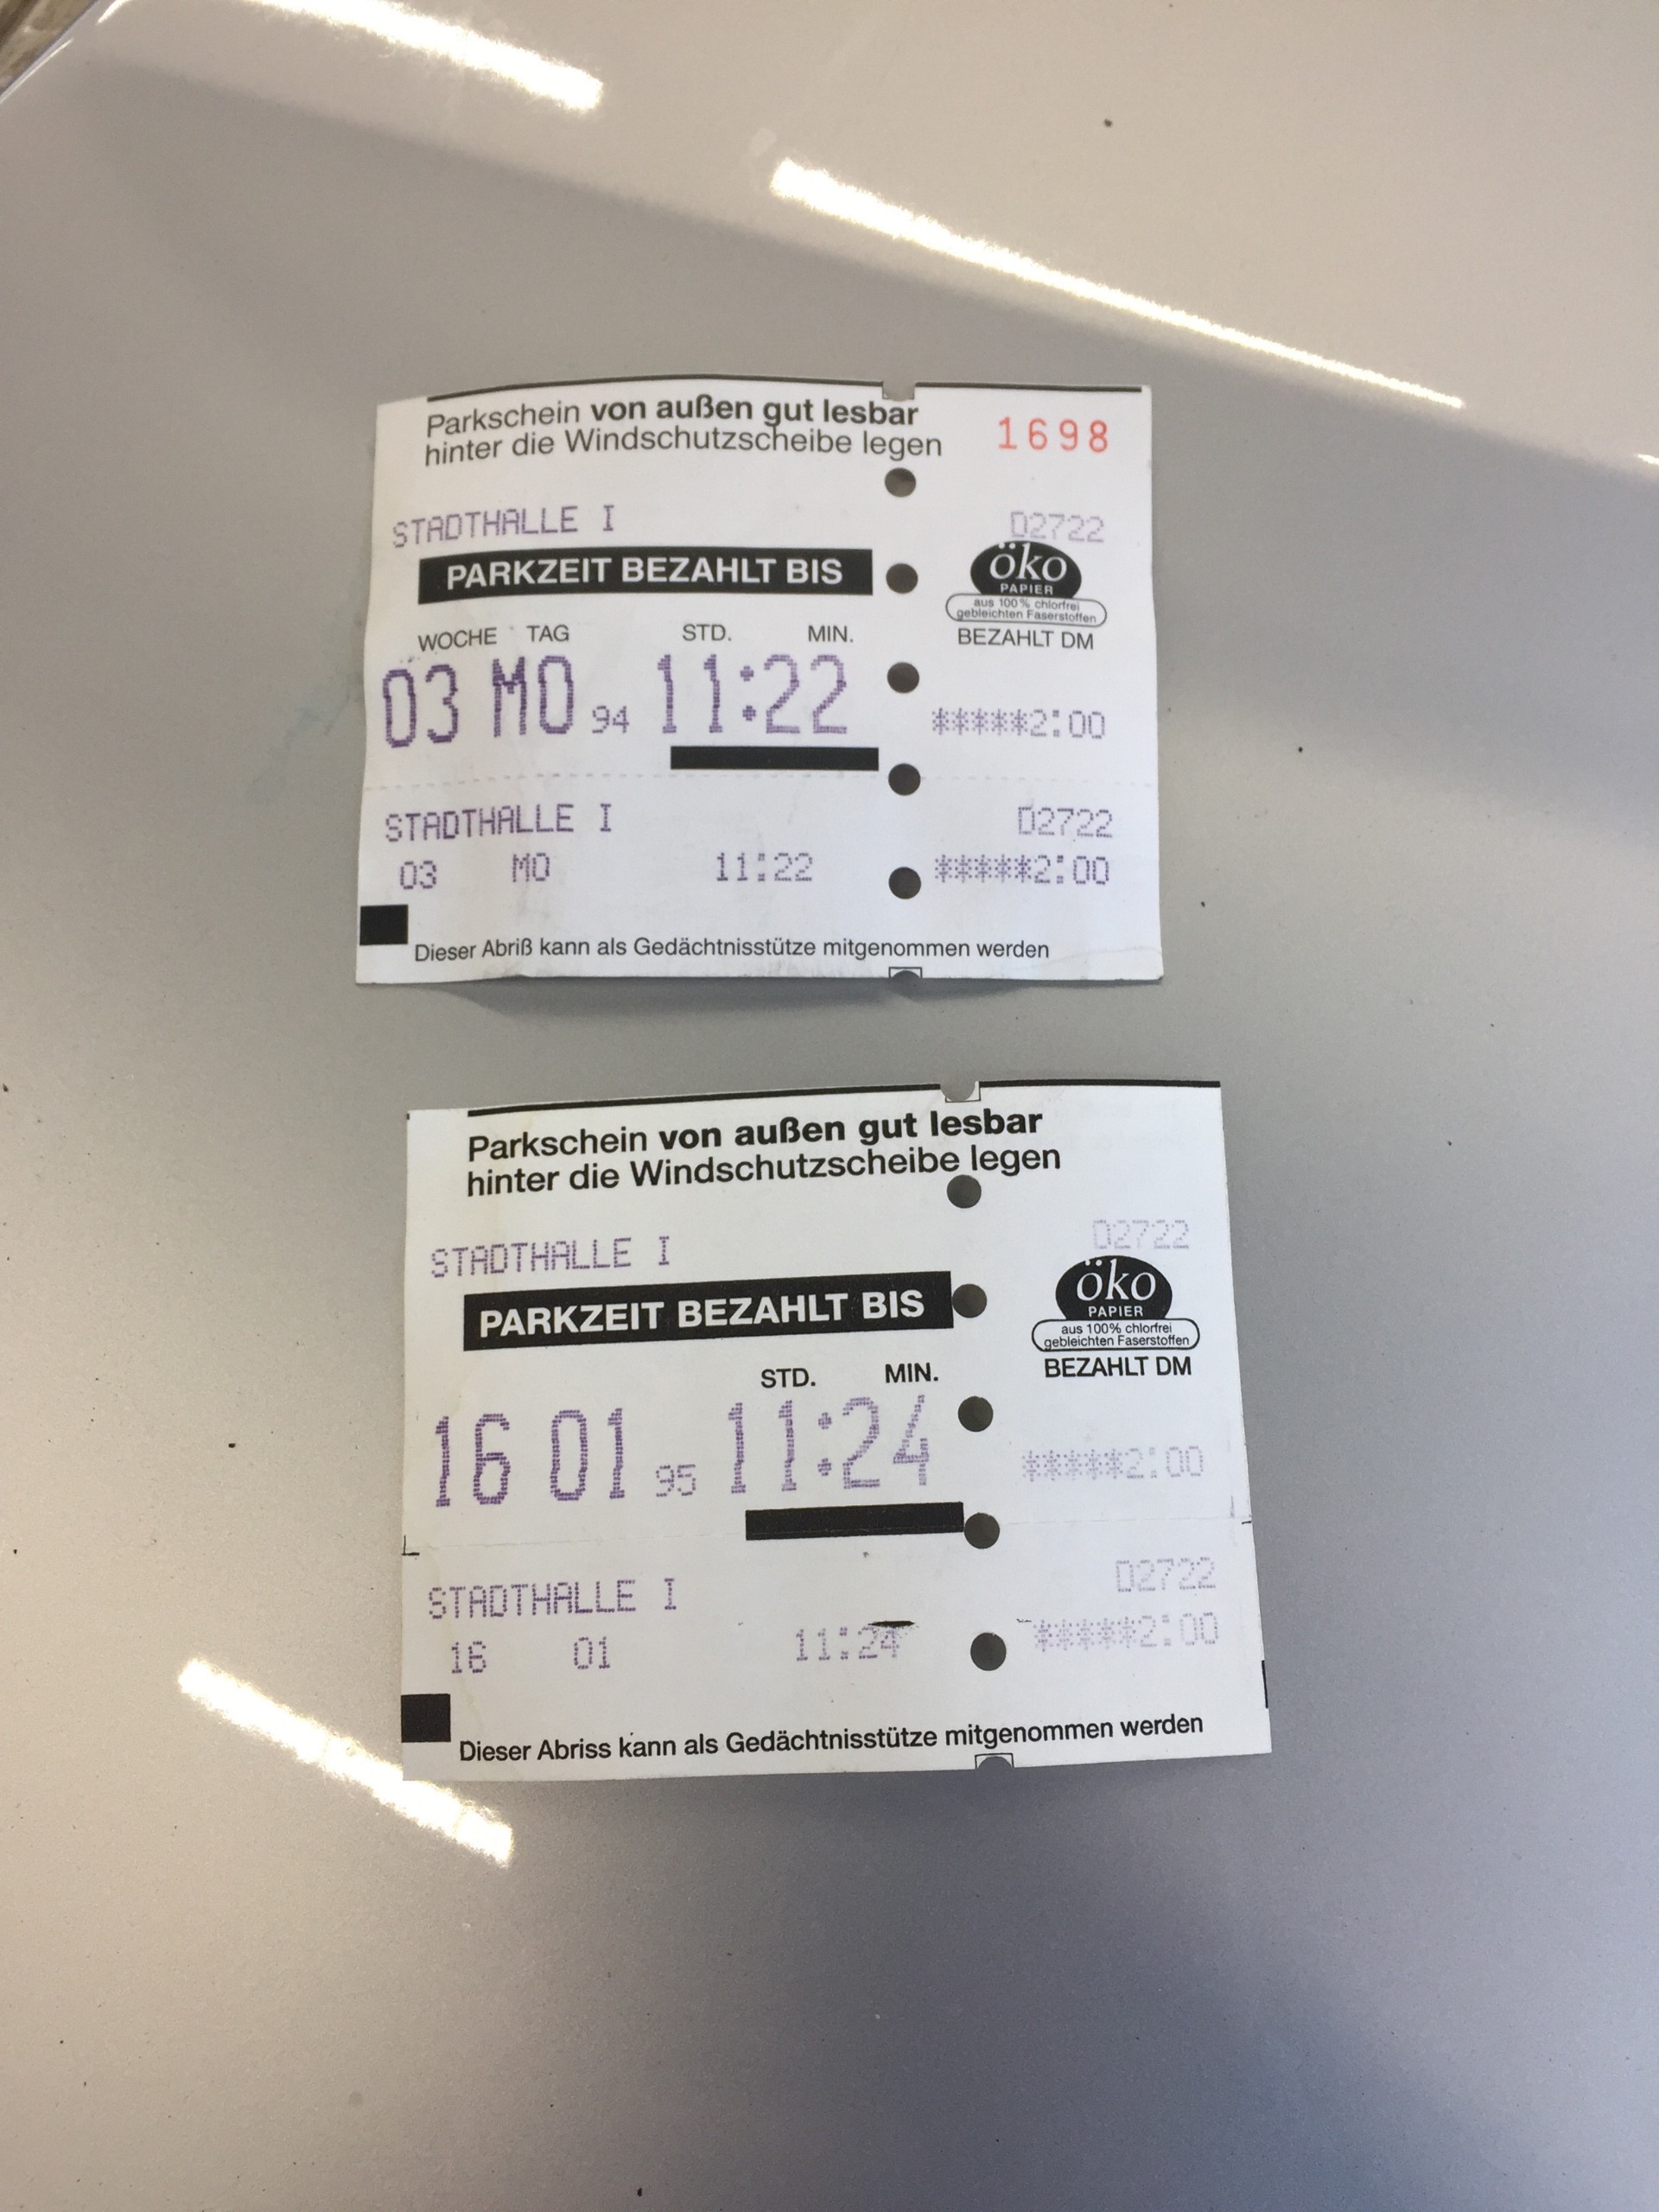 Parkschein von außen gut lesbar
hinter die Windschutzscheibe legen
1698
STADTHALLE I
D2722
PARKZEIT BEZAHLT BIS
öko
PAPIER
aus 100% chlorfrei
gebleichten Faserstoffen
WOCHE TAG STD. MIN.
BEZAHLT DM
03 MO 94 11:22
*****2:00
STADTHALLE I
D2722
03 MO 11:22 *****2:00
Dieser Abriß kann als Gedächtnisstütze mitgenommen werden
Parkschein von außen gut lesbar
hinter die Windschutzscheibe legen
STADTHALLE I
D2722
PARKZEIT BEZAHLT BIS
öko
PAPIER
aus 100% chlorfrei
gebleichten Faserstoffen
STD. MIN.
BEZAHLT DM
16 01 95 11:24
*****2:00
STADTHALLE I
D2722
16 01 11:24 *****2:00
Dieser Abriss kann als Gedächtnisstütze mitgenommen werden